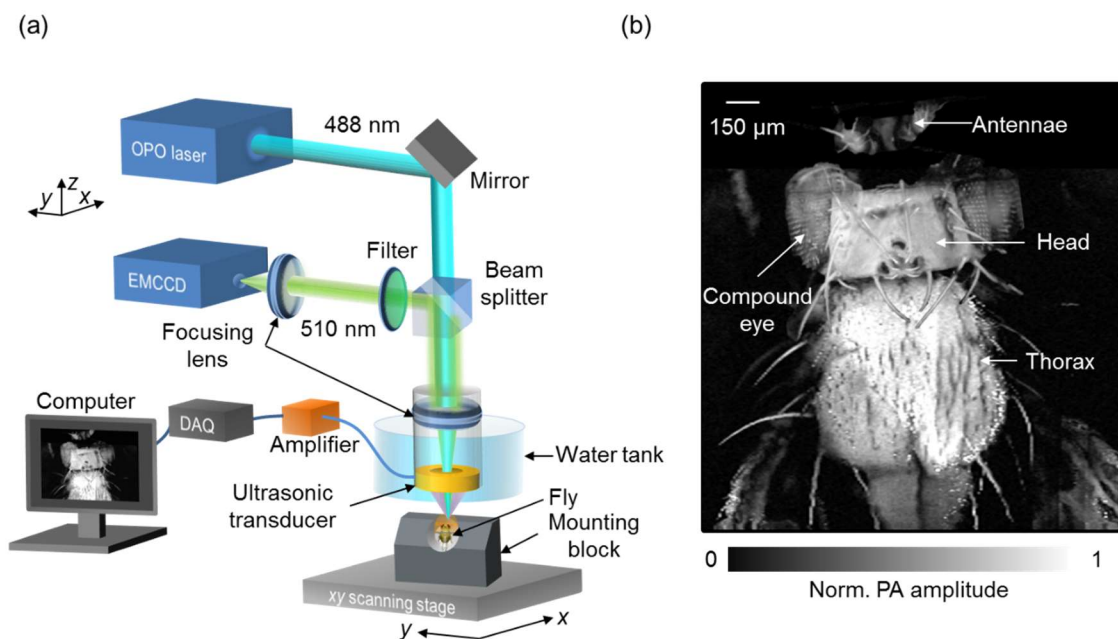 (a)
488 nm
OPO laser
Mirror
z
y
x
Filter
EMCCD
Beam
splitter
510 nm
Focusing
lens
Computer
DAQ
Amplifier
Water tank
Ultrasonic
transducer
Fly
Mounting
block
xy scanning stage
x
y
(b)
150 µm
Antennae
Head
Compound
eye
Thorax
0
1
Norm. PA amplitude